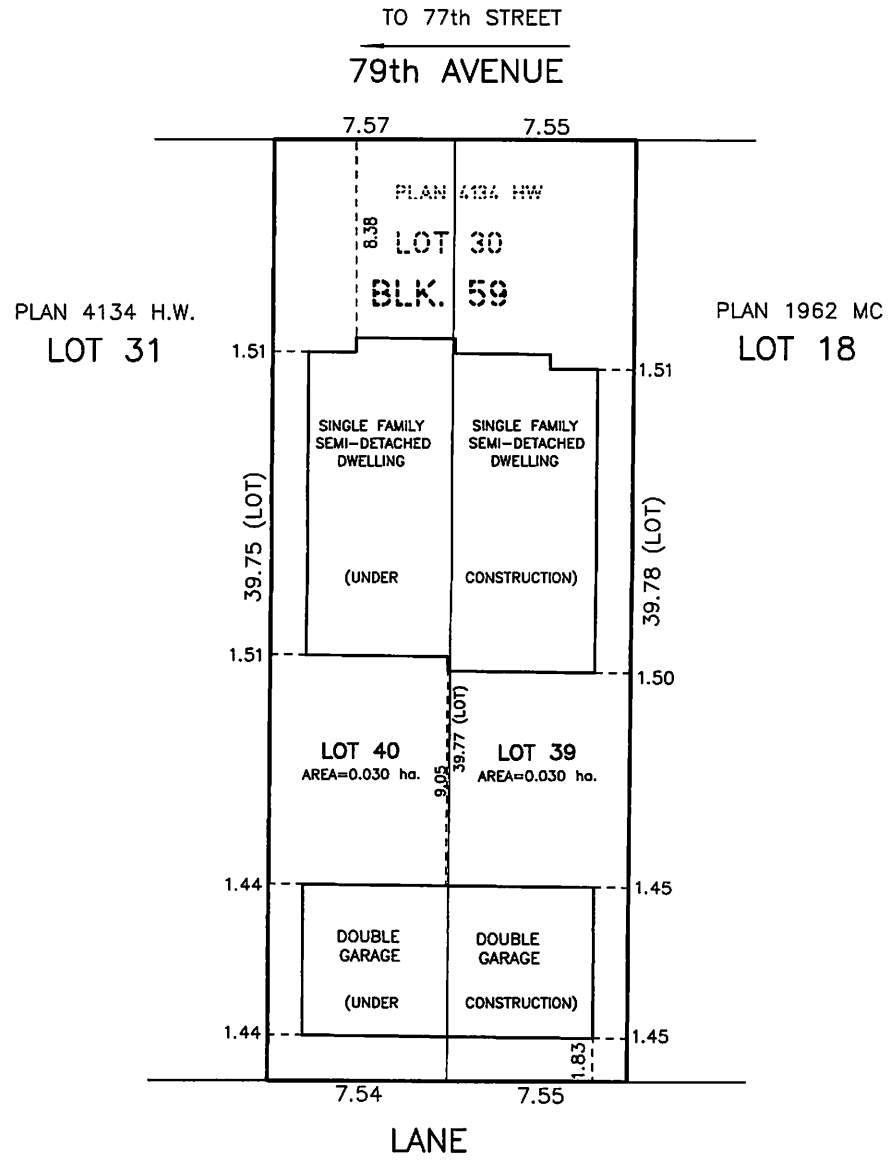 TO 77th STREET
79th AVENUE
7.57
7.55
PLAN 4134 HW
8.38
LOT 30
BLK. 59
PLAN 4134 H.W.
LOT 31
PLAN 1962 MC
LOT 18
1.51
1.51
SINGLE FAMILY
SEMI-DETACHED
DWELLING
SINGLE FAMILY
SEMI-DETACHED
DWELLING
39.75 (LOT)
39.78 (LOT)
(UNDER
CONSTRUCTION)
1.51
1.50
39.77 (LOT)
9.05
LOT 40
AREA=0.030 ha.
LOT 39
AREA=0.030 ha.
1.44
1.45
DOUBLE
GARAGE
DOUBLE
GARAGE
(UNDER
CONSTRUCTION)
1.44
1.45
1.83
7.54
7.55
LANE